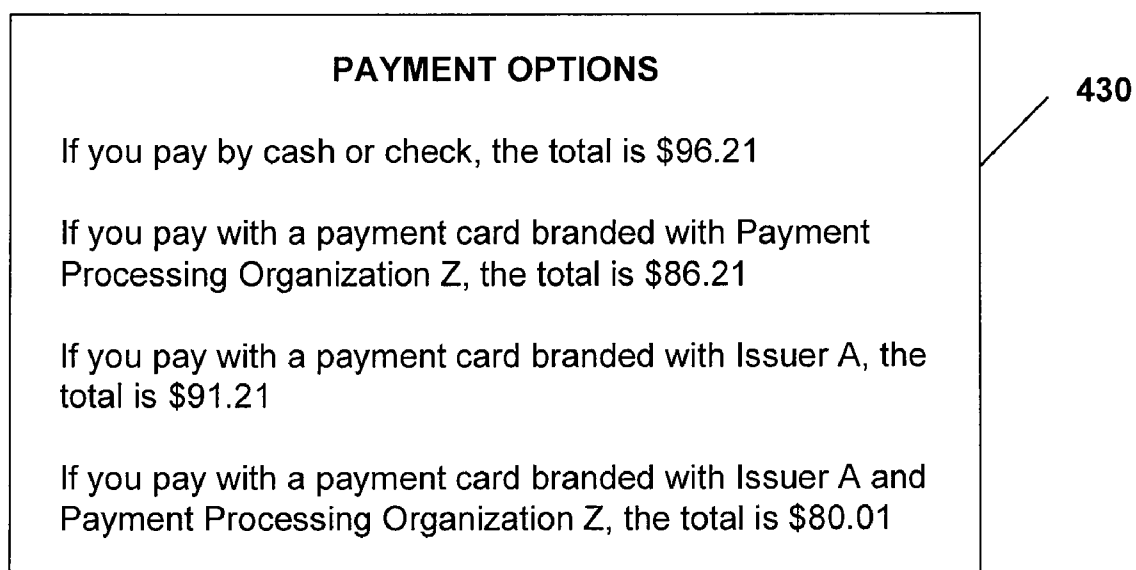 PAYMENT OPTIONS
430
If you pay by cash or check, the total is $96.21
If you pay with a payment card branded with Payment
Processing Organization Z, the total is $86.21
If you pay with a payment card branded with Issuer A, the
total is $91.21
If you pay with a payment card branded with Issuer A and
Payment Processing Organization Z, the total is $80.01